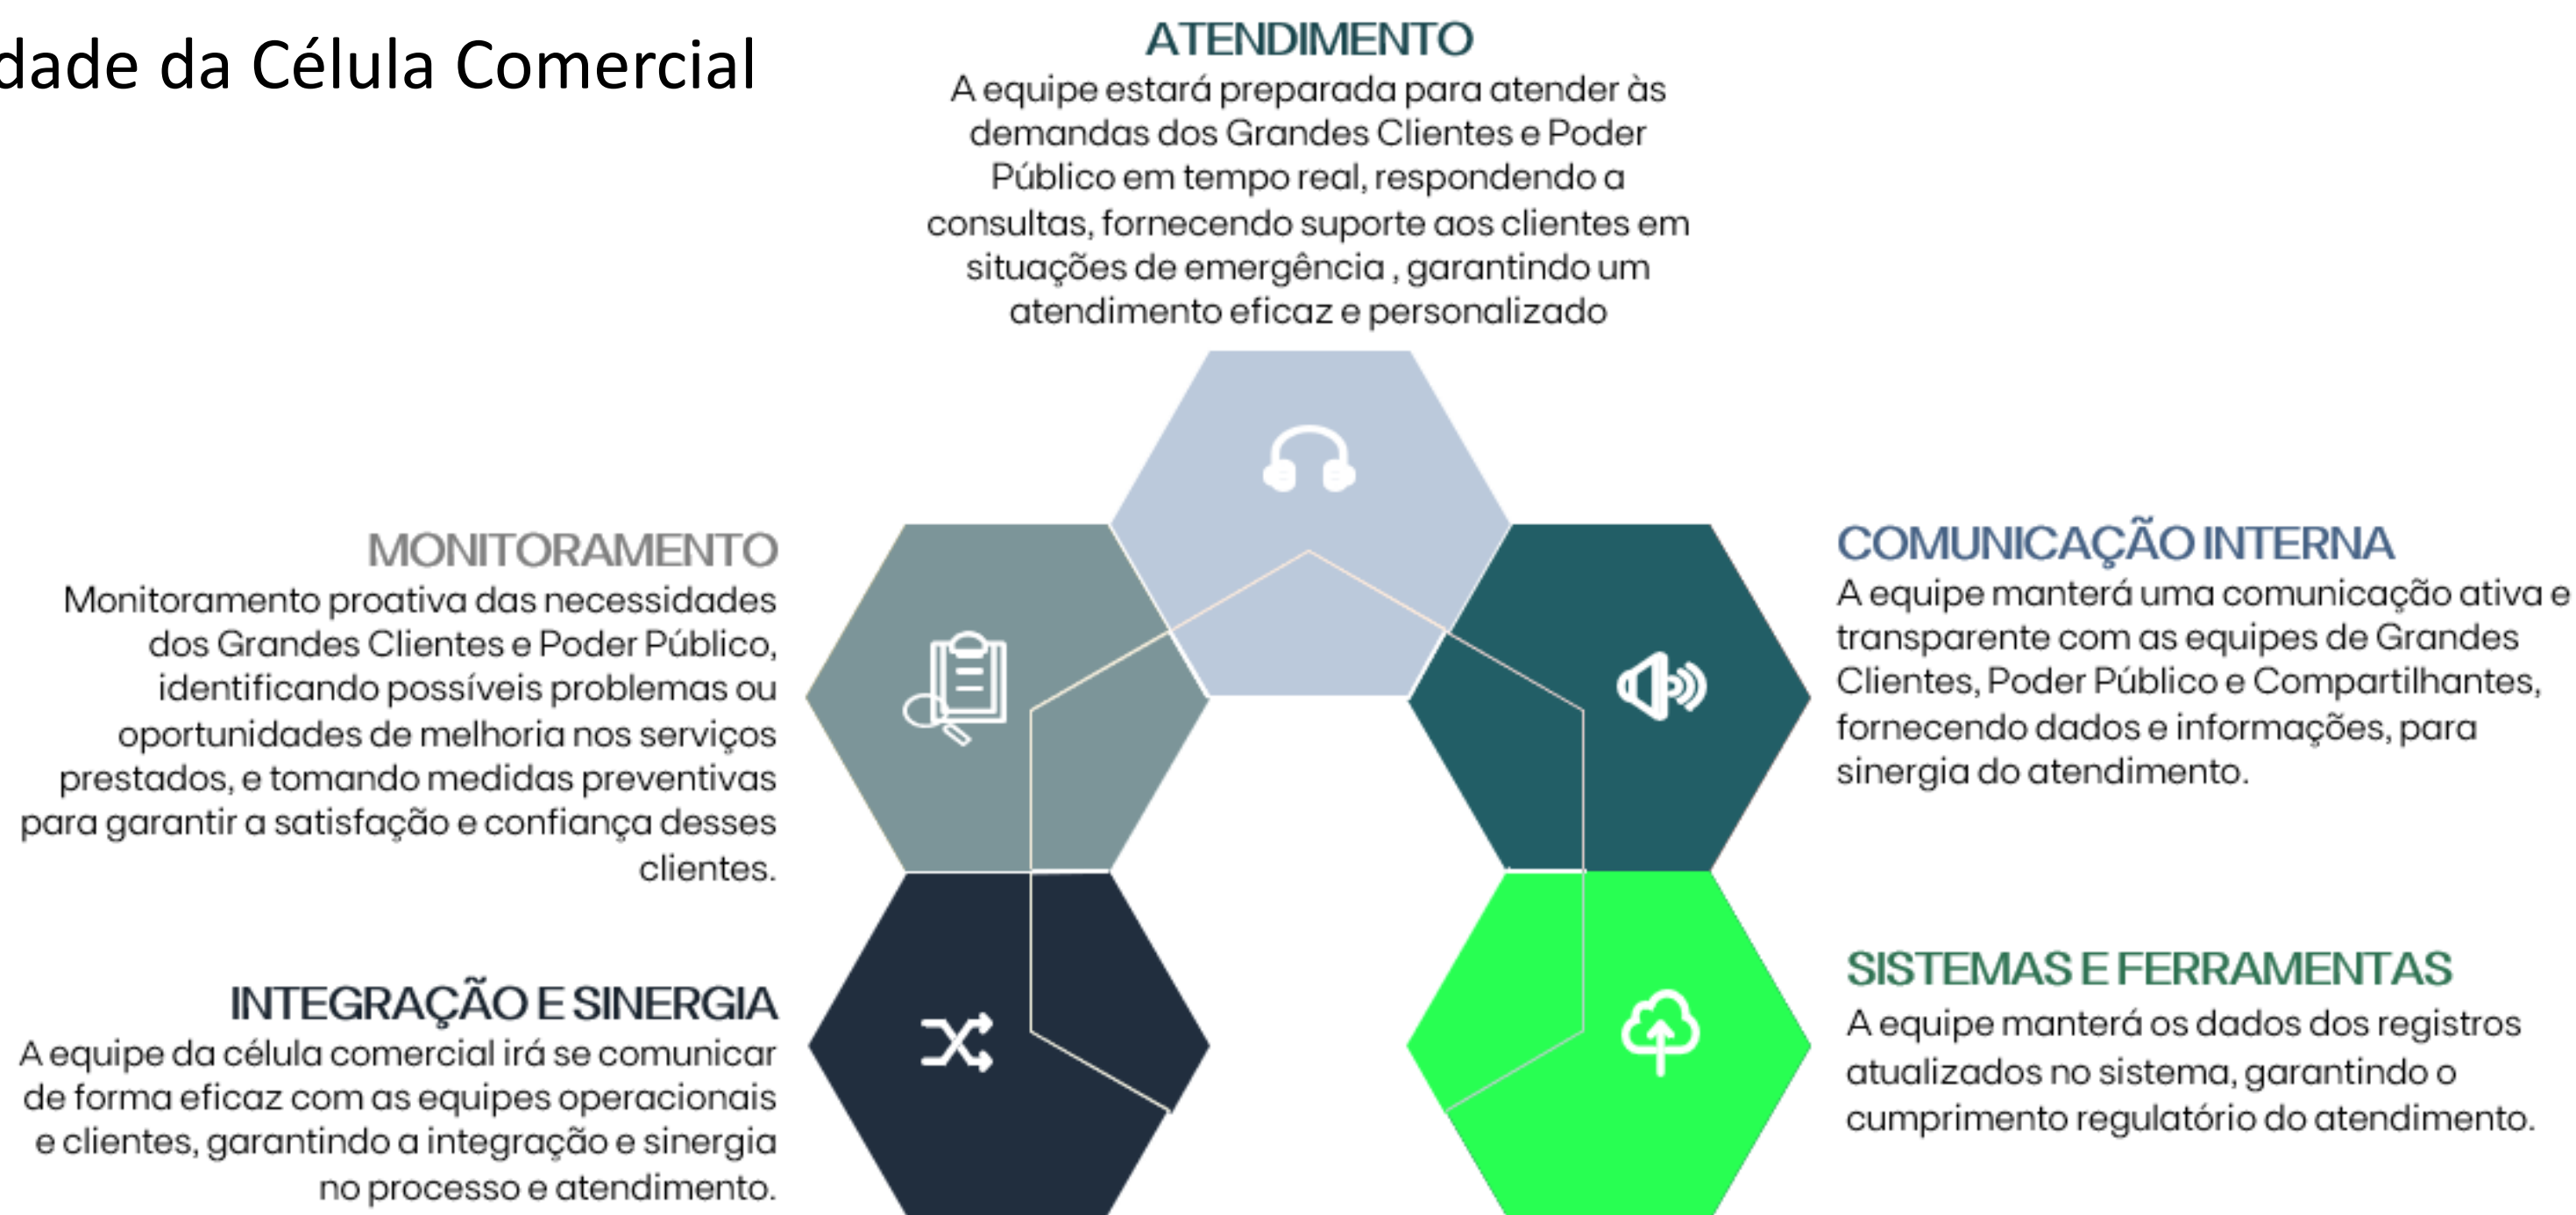 dade da Célula Comercial
ATENDIMENTO
A equipe estará preparada para atender às
demandas dos Grandes Clientes e Poder
Público em tempo real, respondendo a
consultas, fornecendo suporte aos clientes em
situações de emergência , garantindo um
atendimento eficaz e personalizado
MONITORAMENTO
Monitoramento proativa das necessidades
dos Grandes Clientes e Poder Público,
identificando possíveis problemas ou
oportunidades de melhoria nos serviços
prestados, e tomando medidas preventivas
para garantir a satisfação e confiança desses
clientes.
COMUNICAÇÃO INTERNA
A equipe manterá uma comunicação ativa e
transparente com as equipes de Grandes
Clientes, Poder Público e Compartilhantes,
fornecendo dados e informações, para
sinergia do atendimento.
INTEGRAÇÃO E SINERGIA
A equipe da célula comercial irá se comunicar
de forma eficaz com as equipes operacionais
e clientes, garantindo a integração e sinergia
no processo e atendimento.
SISTEMAS E FERRAMENTAS
A equipe manterá os dados dos registros
atualizados no sistema, garantindo o
cumprimento regulatório do atendimento.